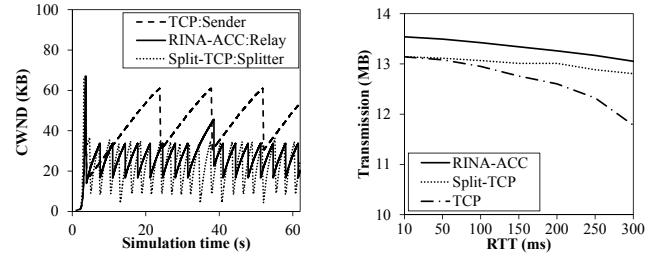 CWND (KB)
100
80
60
40
20
0
TCP:Sender
RINA-ACC:Relay
Split-TCP:Splitter
0 20 40 60
Simulation time (s)
Transmission (MB)
14
13
12
11
10
RINA-ACC
Split-TCP
TCP
10 50 100 150 200 250 300
RTT (ms)